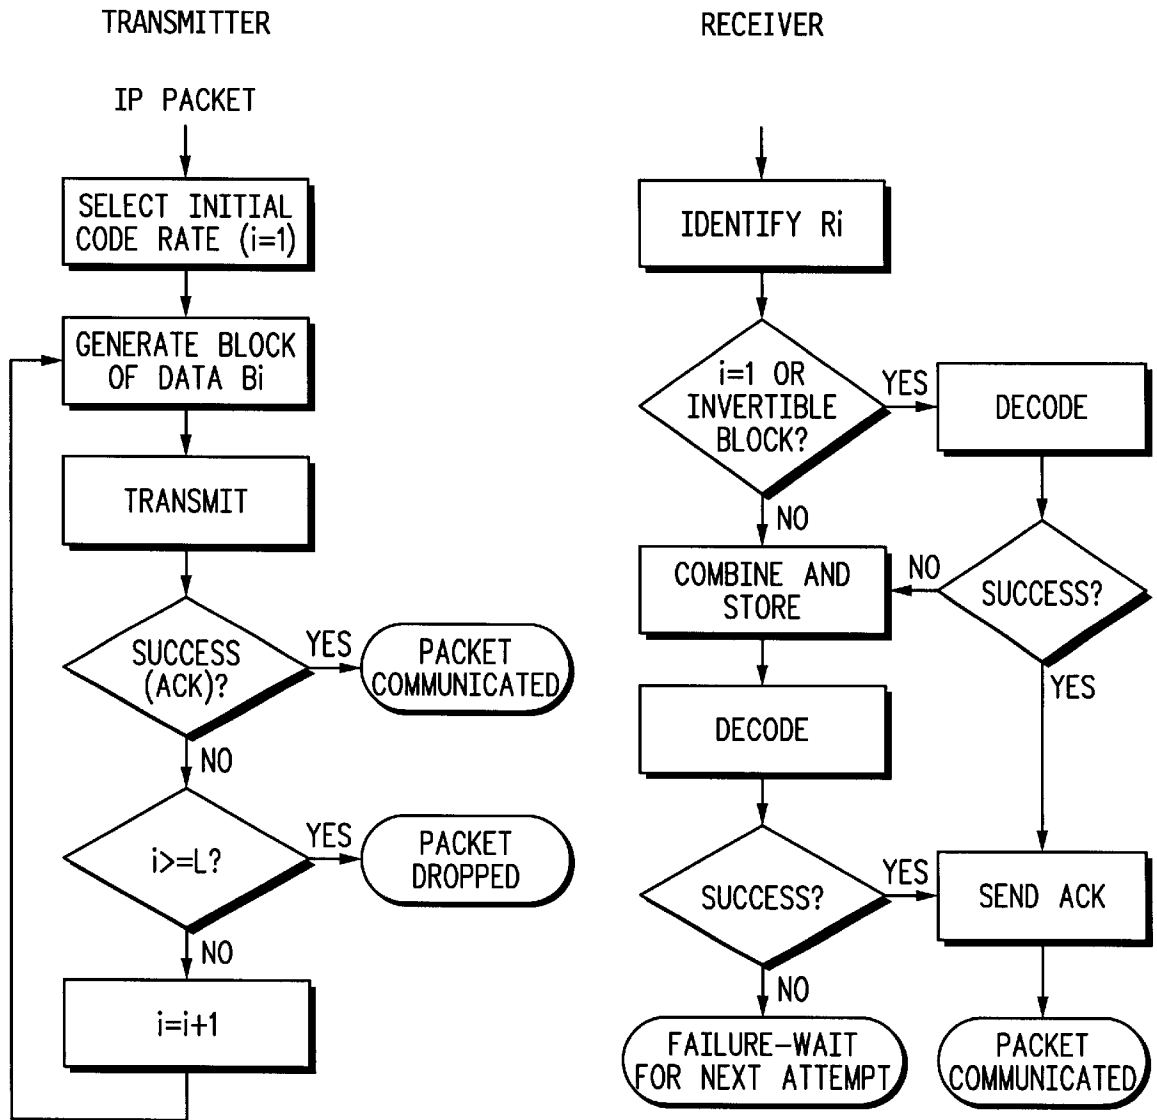 TRANSMITTER
IP PACKET
SELECT INITIAL
CODE RATE (i=1)
GENERATE BLOCK
OF DATA Bi
TRANSMIT
SUCCESS
(ACK)?
YES
PACKET
COMMUNICATED
NO
i>=L?
YES
PACKET
DROPPED
NO
i=i+1
RECEIVER
IDENTIFY Ri
i=1 OR
INVERTIBLE
BLOCK?
YES
DECODE
NO
COMBINE AND
STORE
NO
SUCCESS?
YES
DECODE
SUCCESS?
YES
SEND ACK
NO
FAILURE-WAIT
FOR NEXT ATTEMPT
PACKET
COMMUNICATED